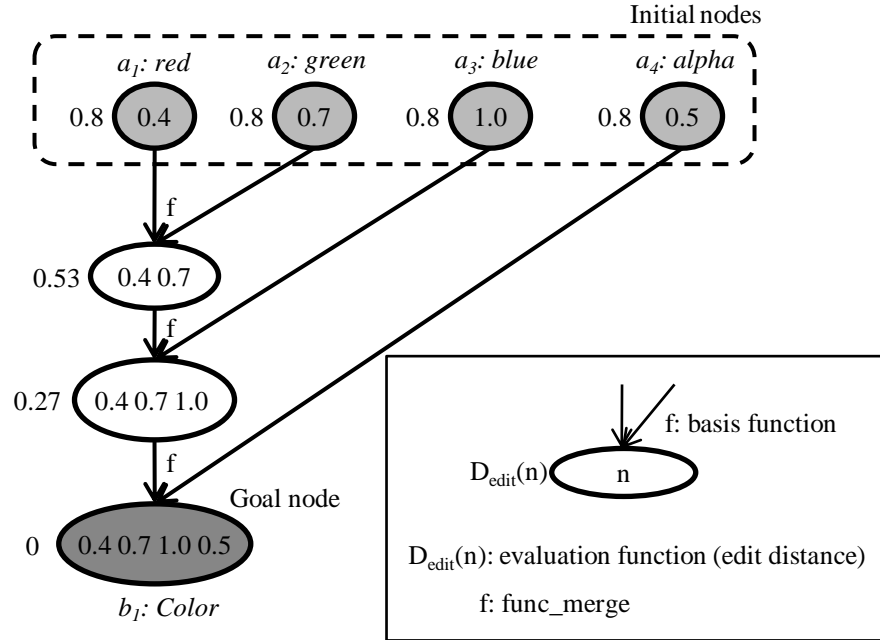 Initial nodes
a1: red a2: green a3: blue a4: alpha
0.8 0.4 0.8 0.7 0.8 1.0 0.8 0.5
f
0.53 0.4 0.7
f
0.27 0.4 0.7 1.0
f
Goal node
0 0.4 0.7 1.0 0.5
b1: Color
f: basis function
Dedit(n) n
Dedit(n): evaluation function (edit distance)
f: func_merge